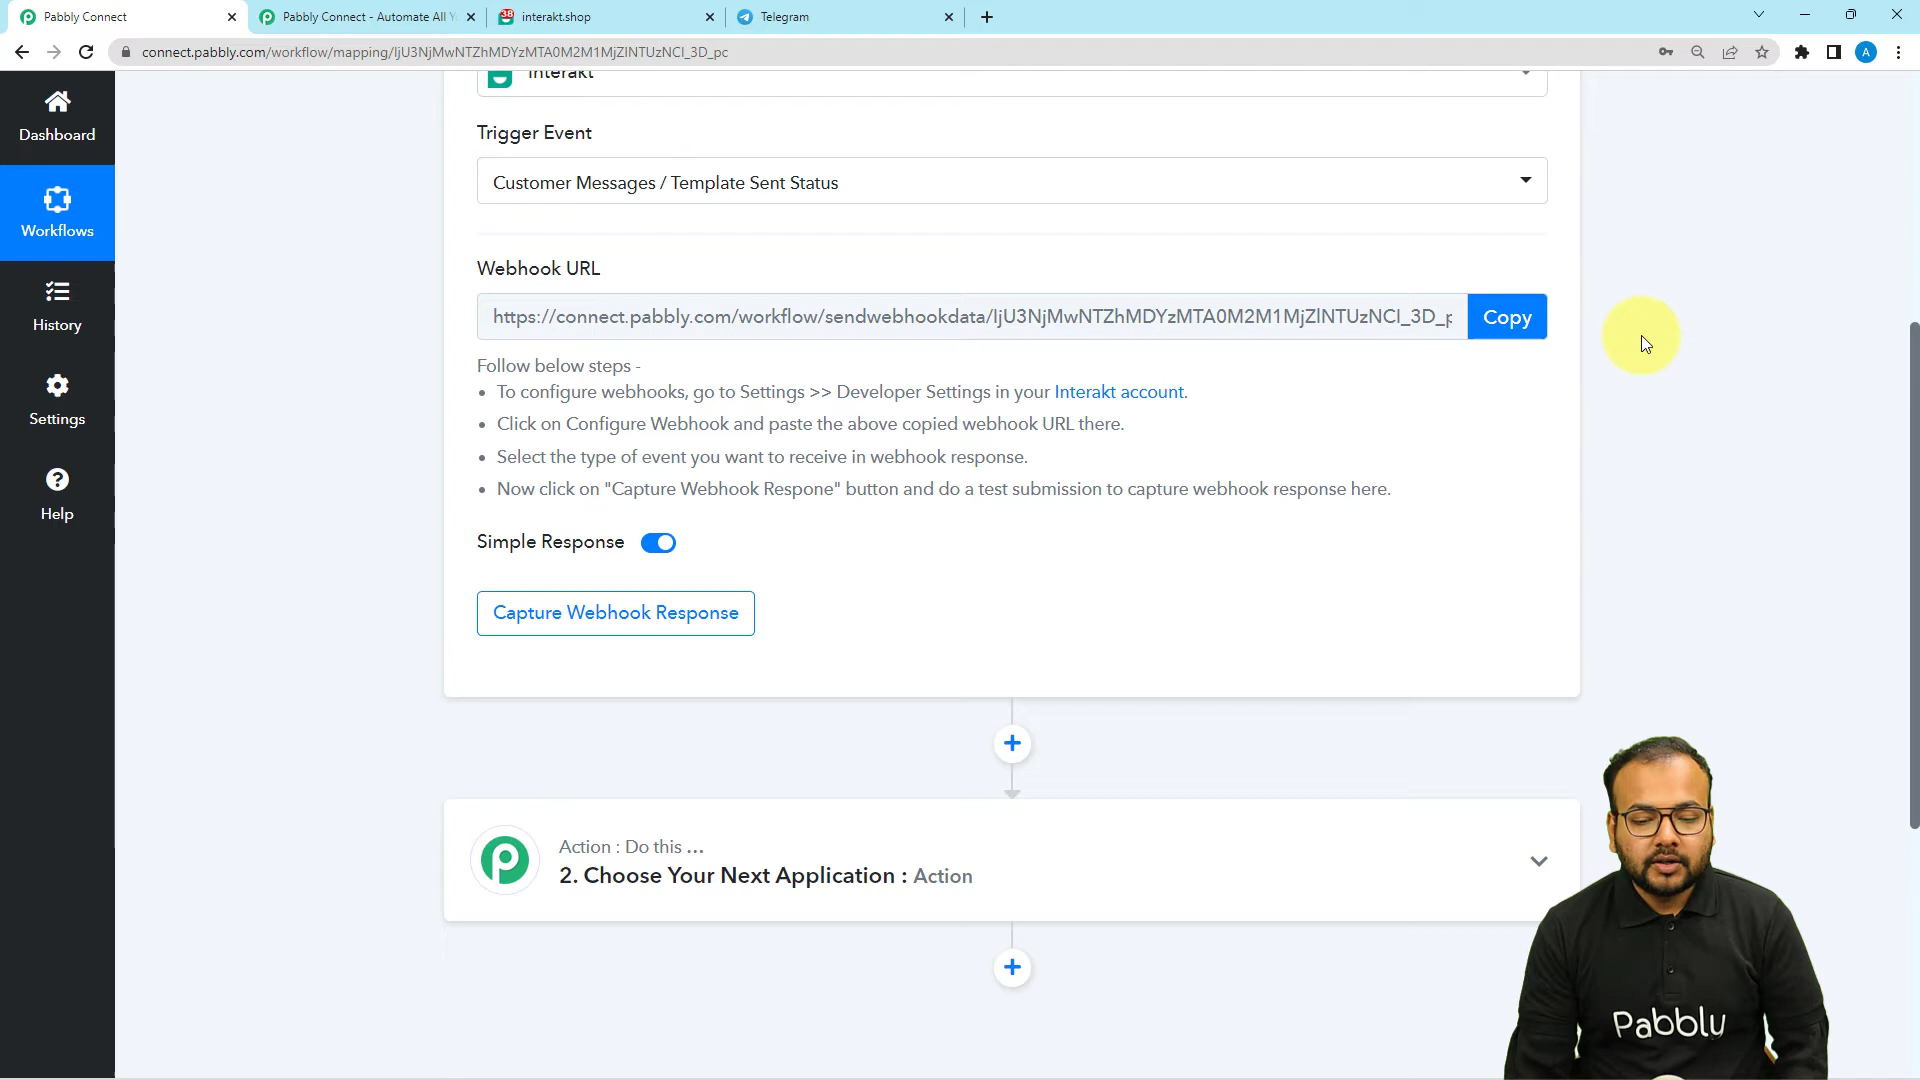 Pabbly Connect
Pabbly Connect - Automate All Y
38
interakt.shop
Telegram
connect.pabbly.com/workflow/mapping/IjU3NjMwNTZhMDYzMTA0M2M1MjZlNTUzNCI_3D_pc
A
Dashboard
Workflows
History
Settings
Help
Interakt
Trigger Event
Customer Messages / Template Sent Status
Webhook URL
https://connect.pabbly.com/workflow/sendwebhookdata/IjU3NjMwNTZhMDYzMTA0M2M1MjZlNTUzNCI_3D_p
Copy
Follow below steps -
To configure webhooks, go to Settings >> Developer Settings in your Interakt account.
Click on Configure Webhook and paste the above copied webhook URL there.
Select the type of event you want to receive in webhook response.
Now click on "Capture Webhook Respone" button and do a test submission to capture webhook response here.
Simple Response
Capture Webhook Response
Action : Do this ...
2. Choose Your Next Application : Action
Pabbly